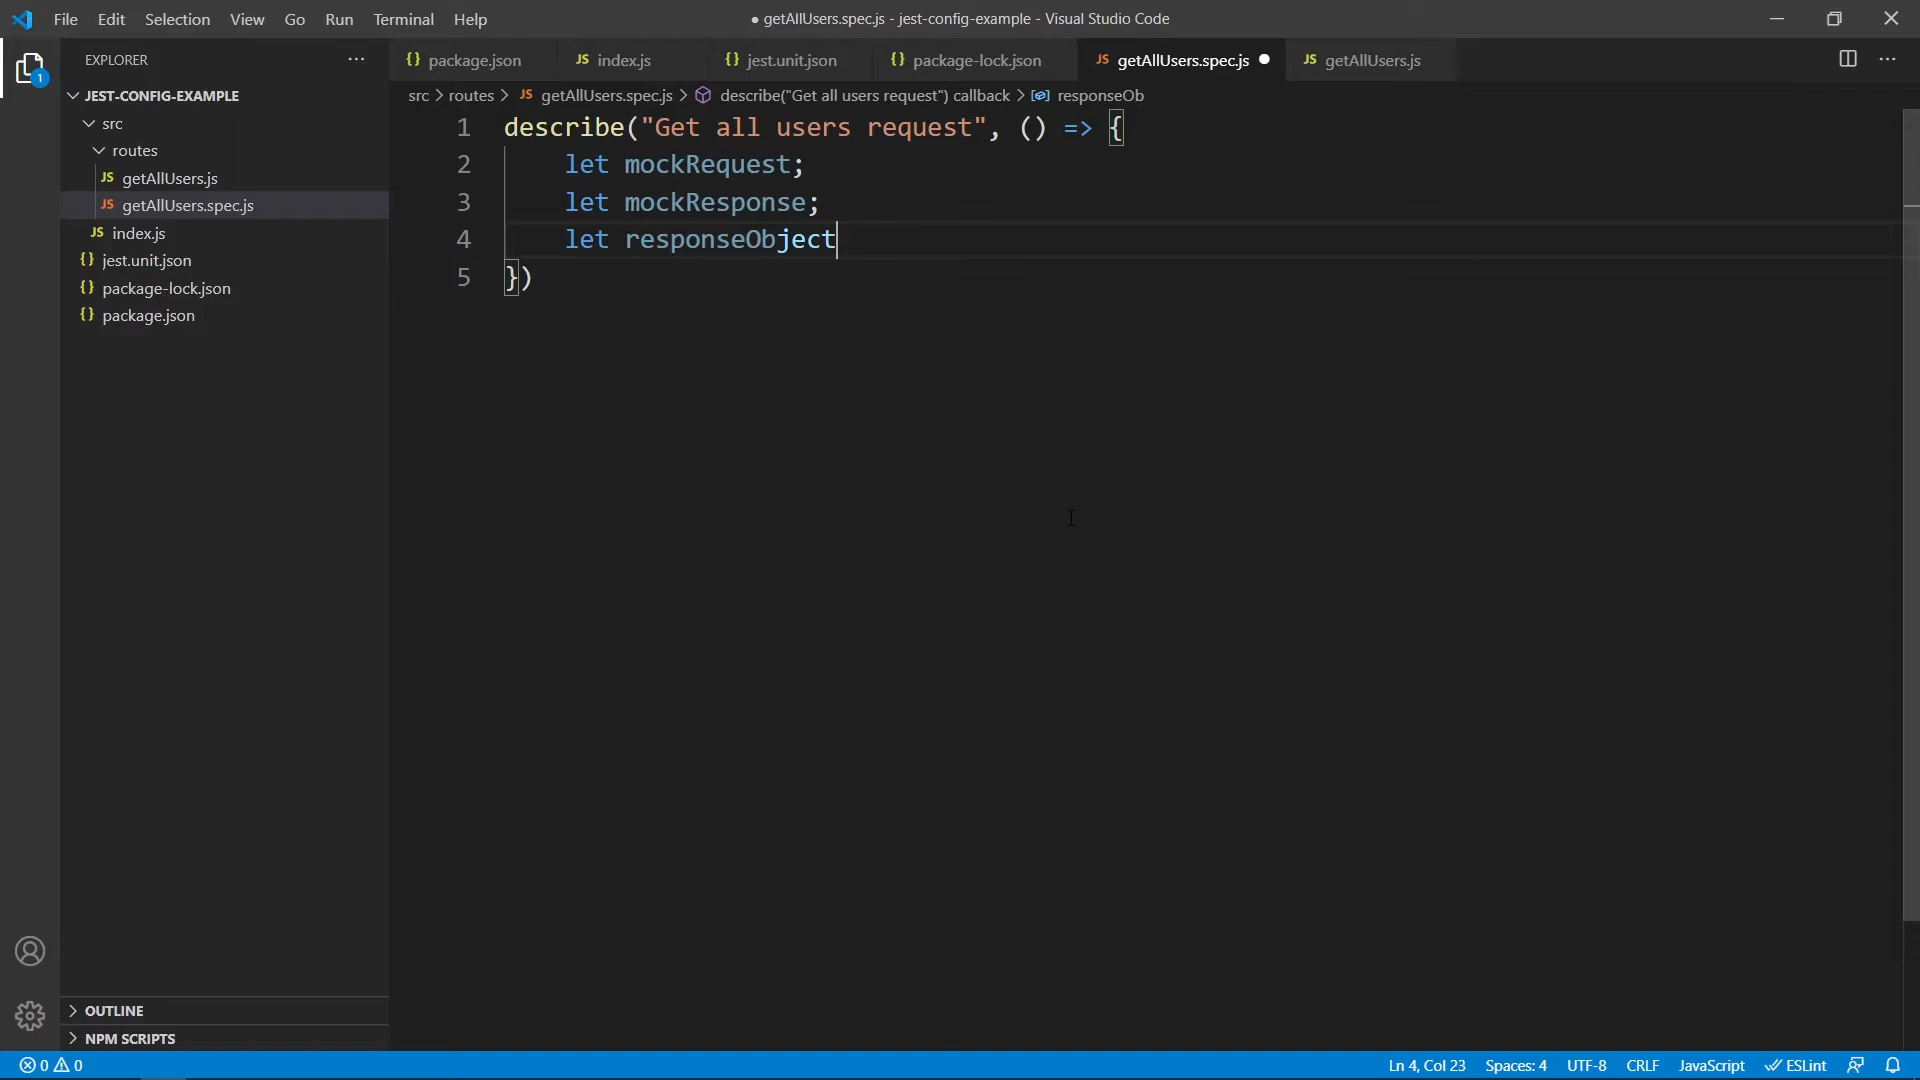 File Edit Selection View Go Run Terminal Help
● getAllUsers.spec.js - jest-config-example - Visual Studio Code
EXPLORER
1
JEST-CONFIG-EXAMPLE
src
routes
JS getAllUsers.js
JS getAllUsers.spec.js
JS index.js
{} jest.unit.json
{} package-lock.json
{} package.json
OUTLINE
NPM SCRIPTS
{} package.json JS index.js {} jest.unit.json {} package-lock.json JS getAllUsers.spec.js JS getAllUsers.js
src > routes > JS getAllUsers.spec.js > describe("Get all users request") callback > responseOb
1 describe("Get all users request", () => {
2 let mockRequest;
3 let mockResponse;
4 let responseObject
5 })
0 0 Ln 4, Col 23 Spaces: 4 UTF-8 CRLF JavaScript ESLint